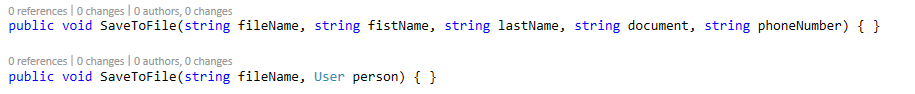 0 references | 0 changes | 0 authors, 0 changes
public void SaveToFile(string fileName, string fistName, string lastName, string document, string phoneNumber) { }
0 references | 0 changes | 0 authors, 0 changes
public void SaveToFile(string fileName, User person) { }